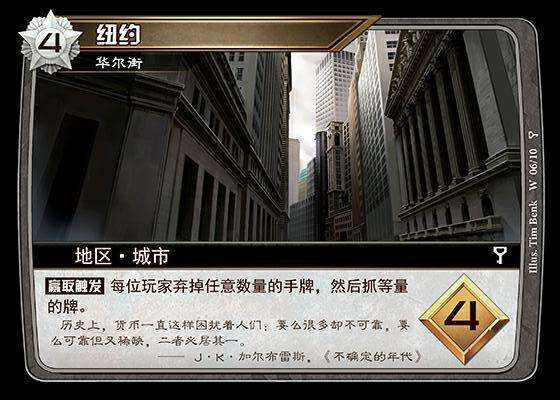 4
纽约
华尔街
地区·城市
赢取触发 每位玩家弃掉任意数量的手牌，然后抓等量
的牌。
4
历史上，货币一直这样困扰着人们：要么很多却不可靠，要
么可靠但又稀缺，二者必居其一。
—— J·K·加尔布雷斯，《不确定的年代》
Illus. Tim Benk W 06/10